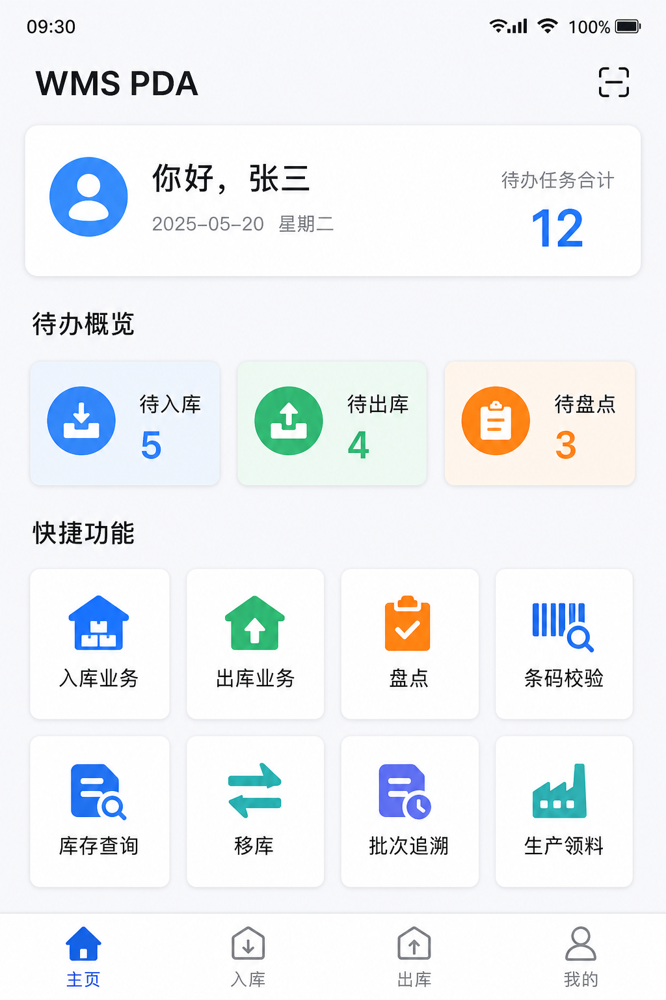 09:30 100%
WMS PDA
你好，张三
2025-05-20 星期二
待办任务合计
12
待办概览
待入库
5
待出库
4
待盘点
3
快捷功能
入库业务
出库业务
盘点
条码校验
库存查询
移库
批次追溯
生产领料
主页
入库
出库
我的